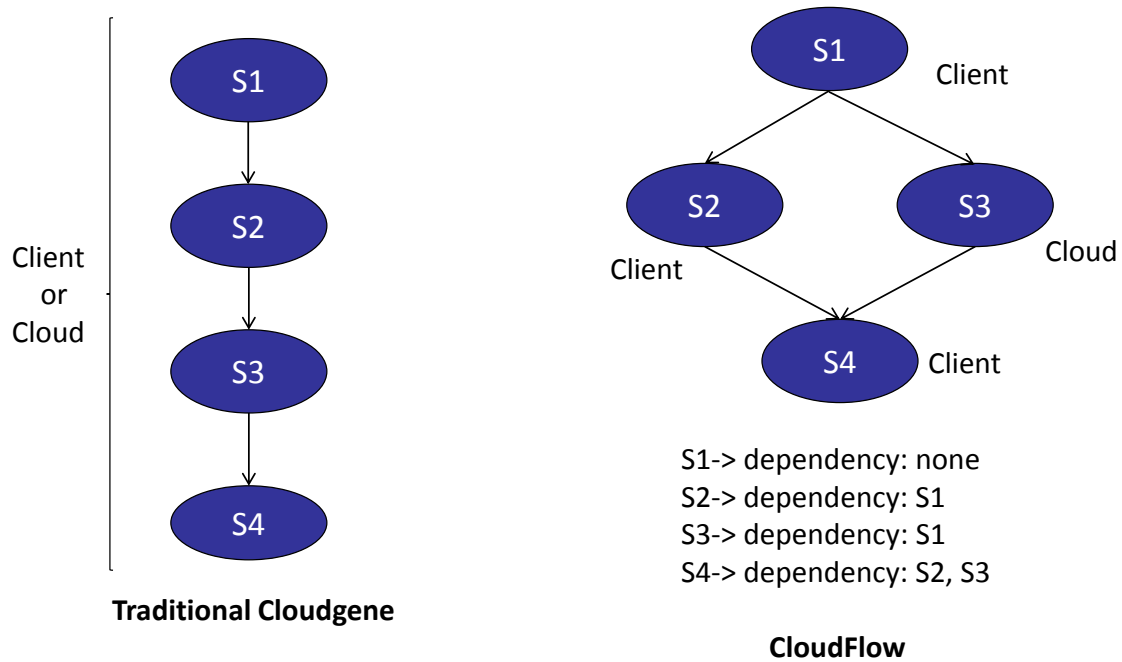 S1
S2
S3
S4
Client
or
Cloud
Traditional Cloudgene
S1
Client
S2
S3
Client
Cloud
S4
Client
S1-> dependency: none
S2-> dependency: S1
S3-> dependency: S1
S4-> dependency: S2, S3
CloudFlow